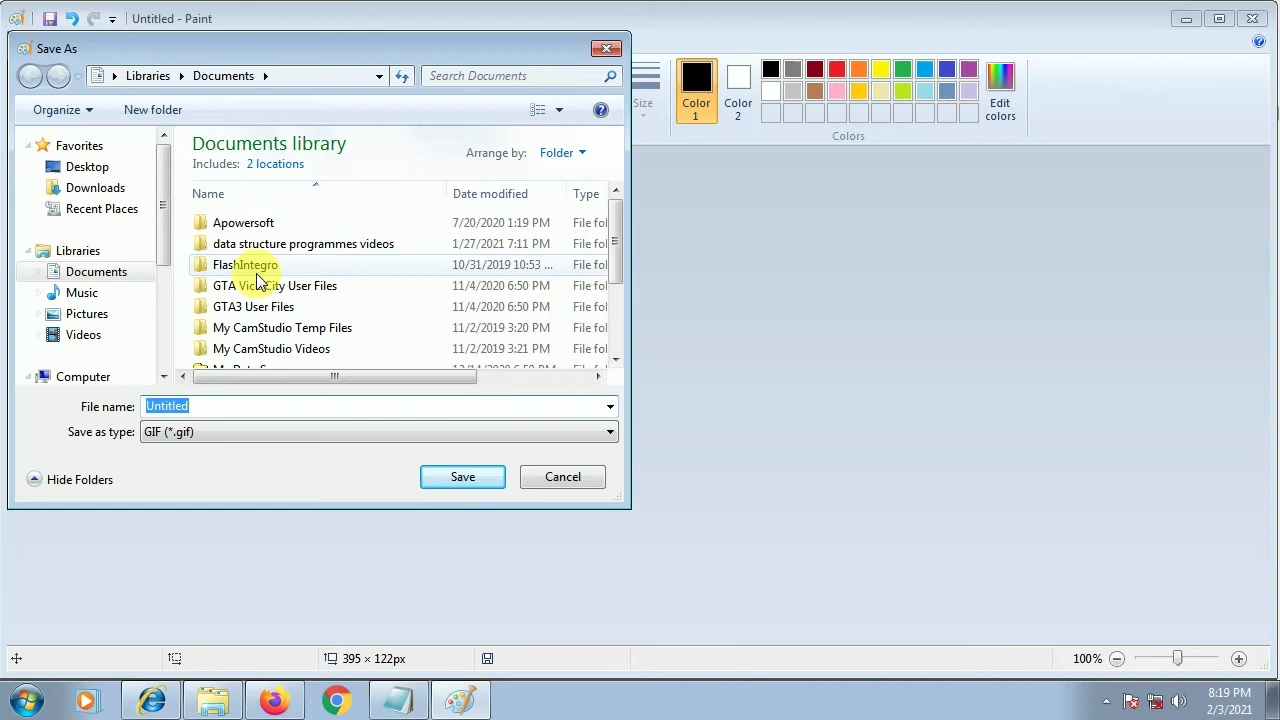 Untitled - Paint
Save As
Libraries Documents
Search Documents
Organize New folder
Favorites
Desktop
Downloads
Recent Places
Libraries
Documents
Music
Pictures
Videos
Computer
Documents library
Includes: 2 locations
Arrange by: Folder
Name Date modified Type
Apowersoft 7/20/2020 1:19 PM File fol
data structure programmes videos 1/27/2021 7:11 PM File fol
FlashIntegro 10/31/2019 10:53 ... File fol
GTA Vice City User Files 11/4/2020 6:50 PM File fol
GTA3 User Files 11/4/2020 6:50 PM File fol
My CamStudio Temp Files 11/2/2019 3:20 PM File fol
My CamStudio Videos 11/2/2019 3:21 PM File fol
File name: Untitled
Save as type: GIF (*.gif)
Hide Folders
Save Cancel
Size
Color 1
Color 2
Edit colors
Colors
395 × 122px
100%
8:19 PM
2/3/2021